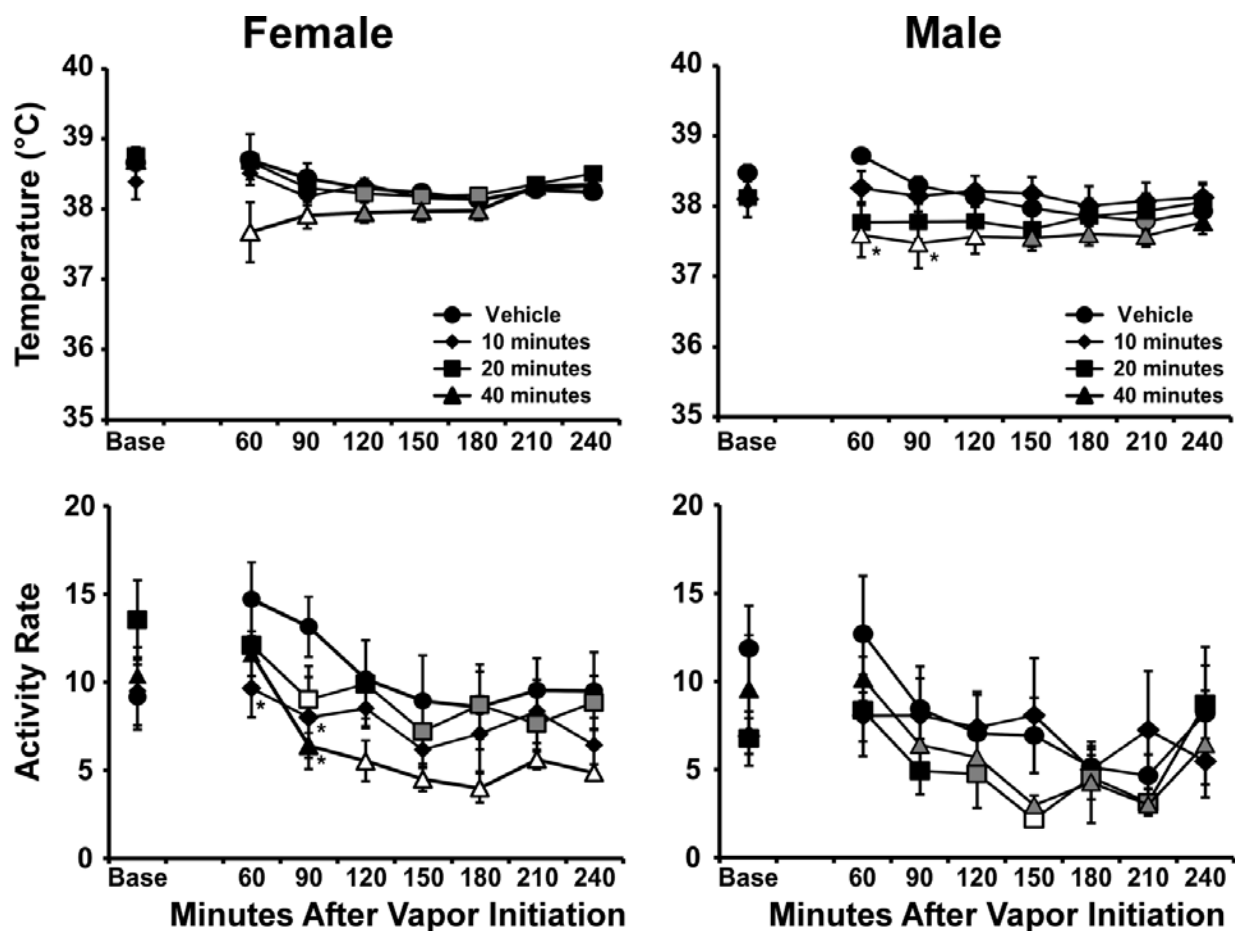 Female
Male
Temperature (°C)
40
39
38
37
36
35
Vehicle
10 minutes
20 minutes
40 minutes
Base 60 90 120 150 180 210 240
40
39
38
37
36
35
* *
Vehicle
10 minutes
20 minutes
40 minutes
Base 60 90 120 150 180 210 240
Activity Rate
20
15
10
5
0
* *
*
Base 60 90 120 150 180 210 240
Minutes After Vapor Initiation
20
15
10
5
0
Base 60 90 120 150 180 210 240
Minutes After Vapor Initiation